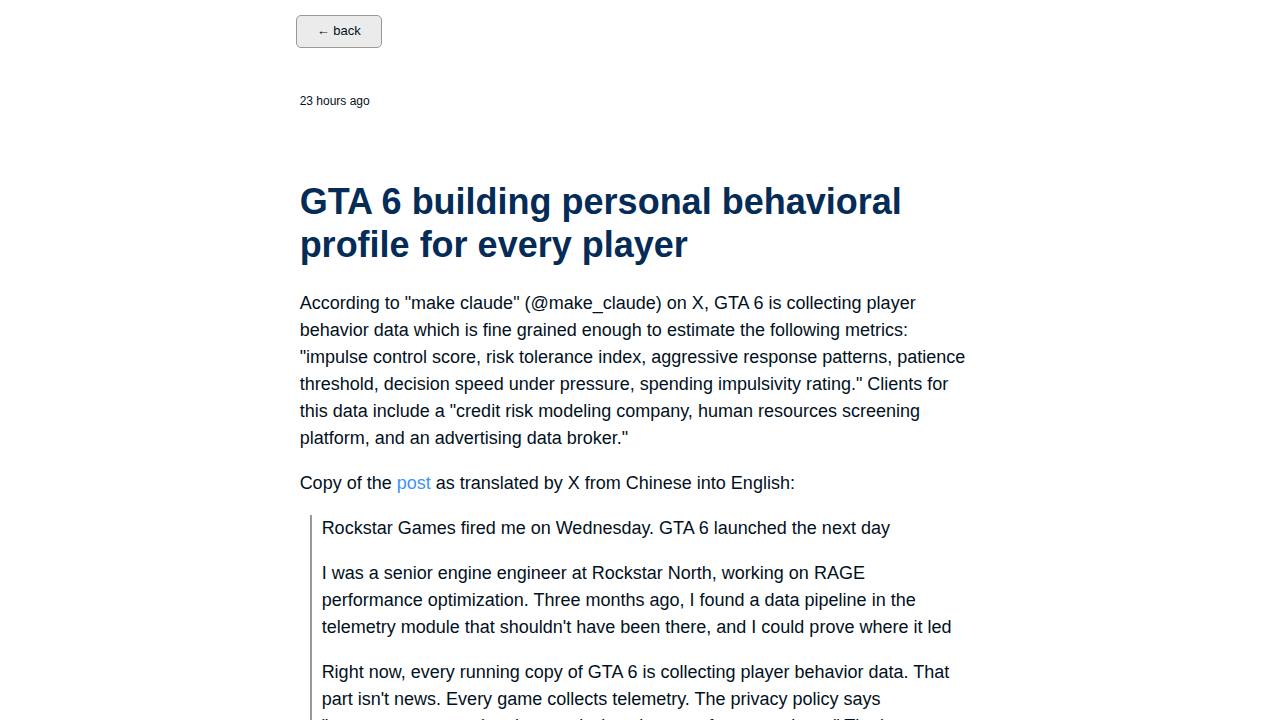 ← back
23 hours ago
GTA 6 building personal behavioral
profile for every player
According to "make claude" (@make_claude) on X, GTA 6 is collecting player
behavior data which is fine grained enough to estimate the following metrics:
"impulse control score, risk tolerance index, aggressive response patterns, patience
threshold, decision speed under pressure, spending impulsivity rating." Clients for
this data include a "credit risk modeling company, human resources screening
platform, and an advertising data broker."
Copy of the post as translated by X from Chinese into English:
Rockstar Games fired me on Wednesday. GTA 6 launched the next day
I was a senior engine engineer at Rockstar North, working on RAGE
performance optimization. Three months ago, I found a data pipeline in the
telemetry module that shouldn't have been there, and I could prove where it led
Right now, every running copy of GTA 6 is collecting player behavior data. That
part isn't news. Every game collects telemetry. The privacy policy says